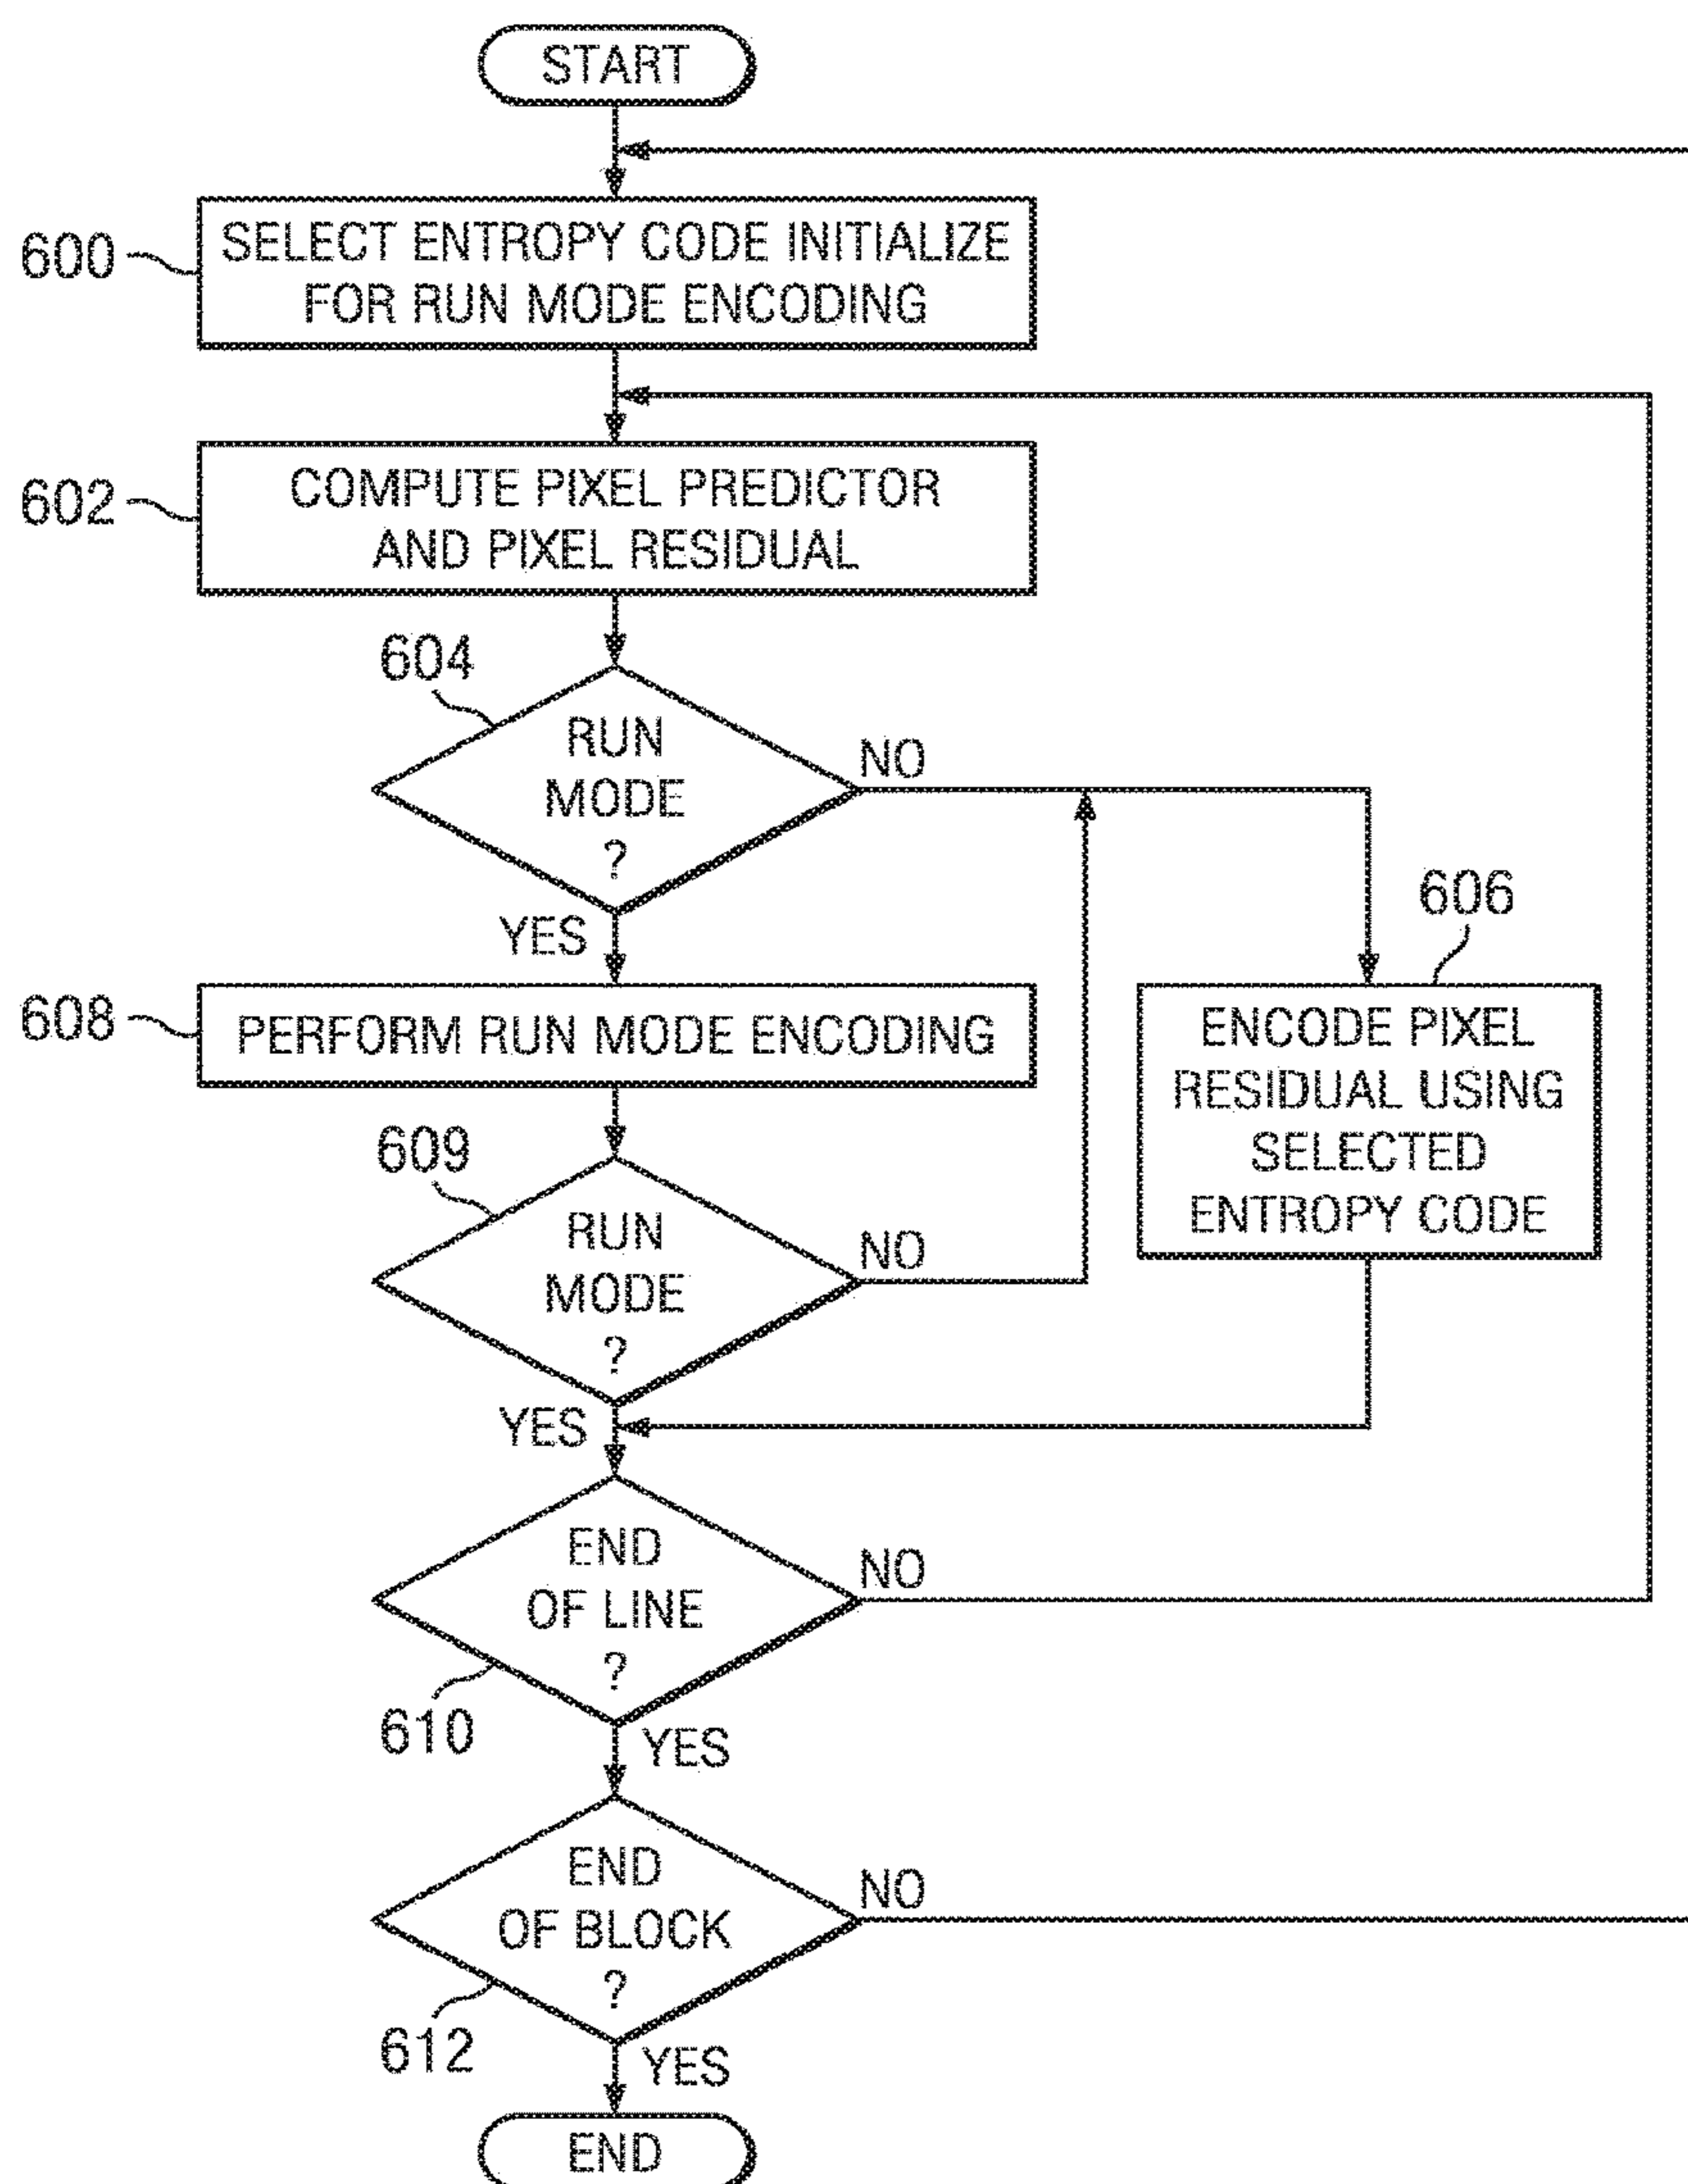 START
600
SELECT ENTROPY CODE INITIALIZE
FOR RUN MODE ENCODING
602
COMPUTE PIXEL PREDICTOR
AND PIXEL RESIDUAL
604
RUN
MODE
?
NO
YES
606
ENCODE PIXEL
RESIDUAL USING
SELECTED
ENTROPY CODE
608
PERFORM RUN MODE ENCODING
609
RUN
MODE
?
NO
YES
END
OF LINE
?
NO
610
YES
END
OF BLOCK
?
NO
612
YES
END